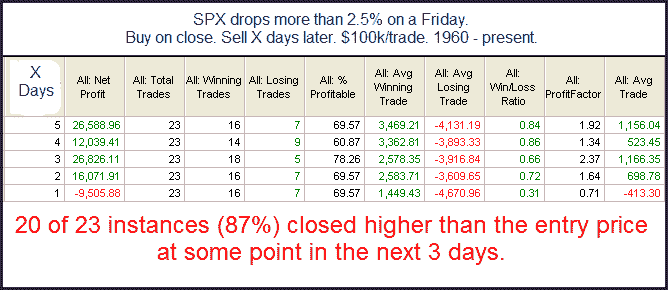 SPX drops more than 2.5% on a Friday.
Buy on close. Sell X days later. $100k/trade. 1960 - present.
X Days All: Net Profit All: Total Trades All: Winning Trades All: Losing Trades All: % Profitable All: Avg Winning Trade All: Avg Losing Trade All: Win/Loss Ratio All: ProfitFactor All: Avg Trade
5 26,588.96 23 16 7 69.57 3,469.21 -4,131.19 0.84 1.92 1,156.04
4 12,039.41 23 14 9 60.87 3,362.81 -3,893.33 0.86 1.34 523.45
3 26,826.11 23 18 5 78.26 2,578.35 -3,916.84 0.66 2.37 1,166.35
2 16,071.91 23 16 7 69.57 2,583.71 -3,609.65 0.72 1.64 698.78
1 -9,505.88 23 16 7 69.57 1,449.43 -4,670.96 0.31 0.71 -413.30
20 of 23 instances (87%) closed higher than the entry price
at some point in the next 3 days.